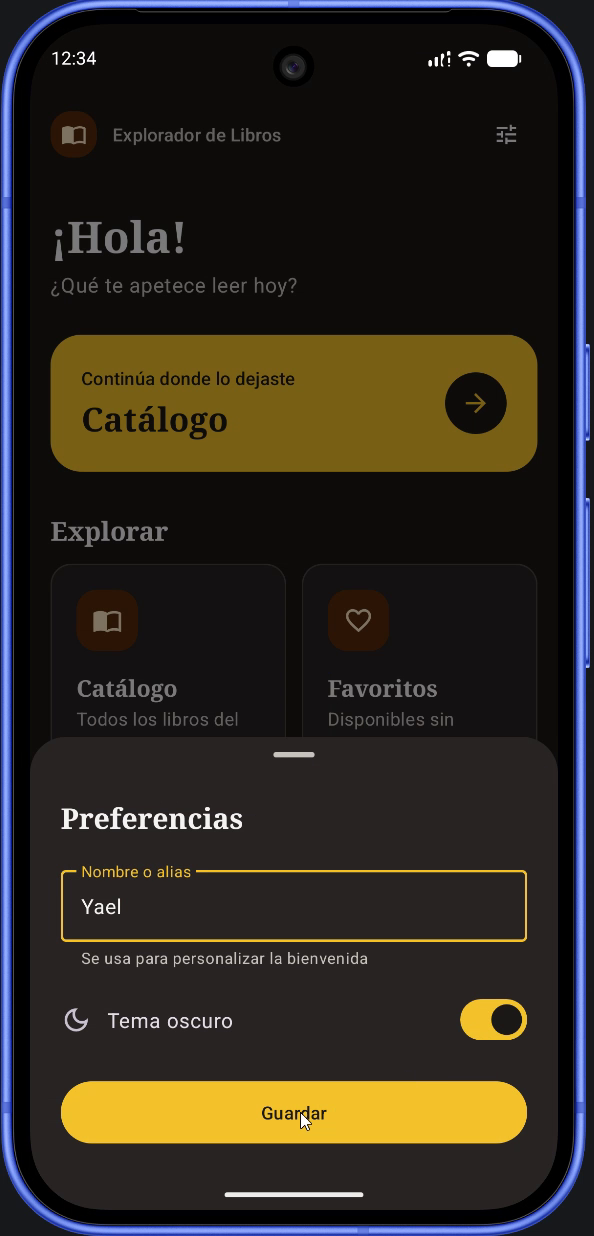 12:34
Explorador de Libros
¡Hola!
¿Qué te apetece leer hoy?
Continúa donde lo dejaste
Catálogo
Explorar
Catálogo
Todos los libros del
Favoritos
Disponibles sin
Preferencias
Nombre o alias
Yael
Se usa para personalizar la bienvenida
Tema oscuro
Guardar